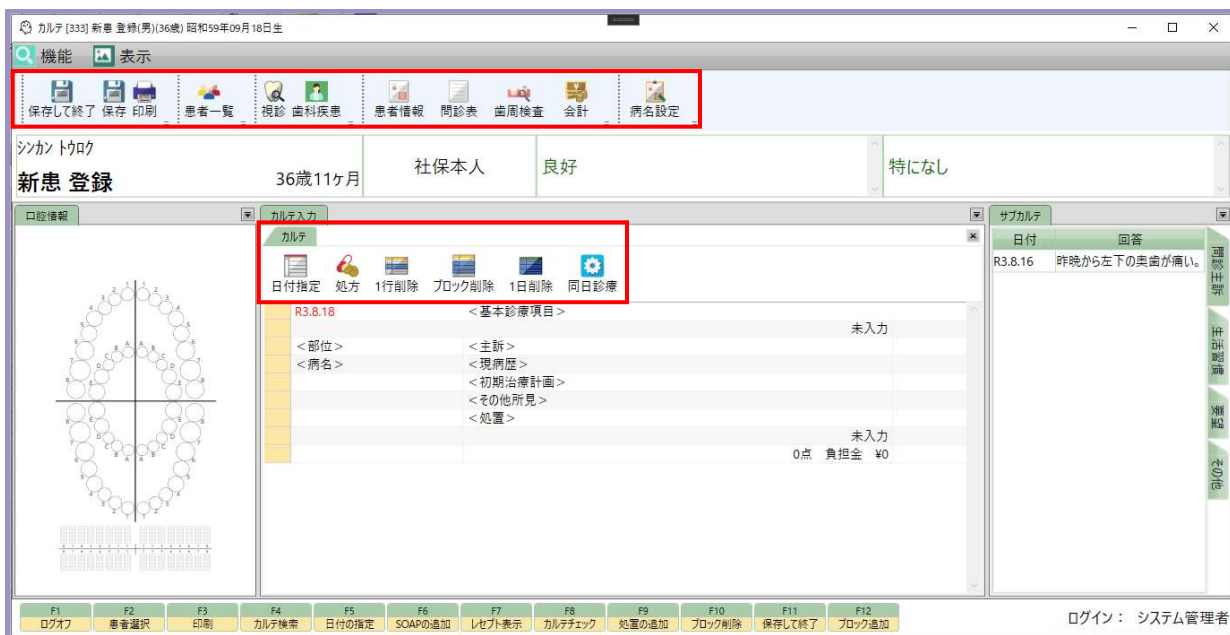 カルテ [333] 新患 登録(男)(36歳) 昭和59年09月18日生
機能 表示
保存して終了 保存 印刷 患者一覧 視診 歯科疾患 患者情報 問診表 歯周検査 会計 病名設定
シンカン トウロク
新患 登録 36歳11ヶ月 社保本人 良好 特になし
口腔情報 カルテ入力 サブカルテ
カルテ 日付 回答
R3.8.16 昨晩から左下の奥歯が痛い。
日付指定 処方 1行削除 ブロック削除 1日削除 同日診療
R3.8.18 <基本診療項目>
未入力
<部位> <主訴>
<病名> <現病歴>
<初期治療計画>
<その他所見>
<処置>
未入力
0点 負担金 ¥0
問診主訴
生活習慣
要望
その他
F1 F2 F3 F4 F5 F6 F7 F8 F9 F10 F11 F12
ログオフ 患者選択 印刷 カルテ検索 日付の指定 SOAPの追加 レセプト表示 カルテチェック 処置の追加 ブロック削除 保存して終了 ブロック追加
ログイン： システム管理者